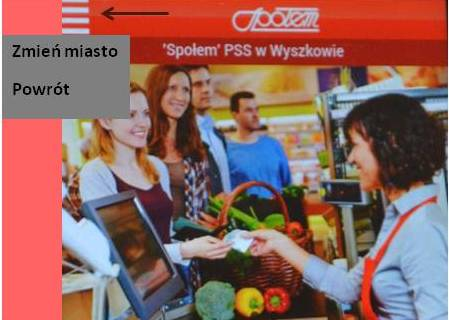 Społem
'Społem' PSS w Wyszkowie
Zmień miasto
Powrót